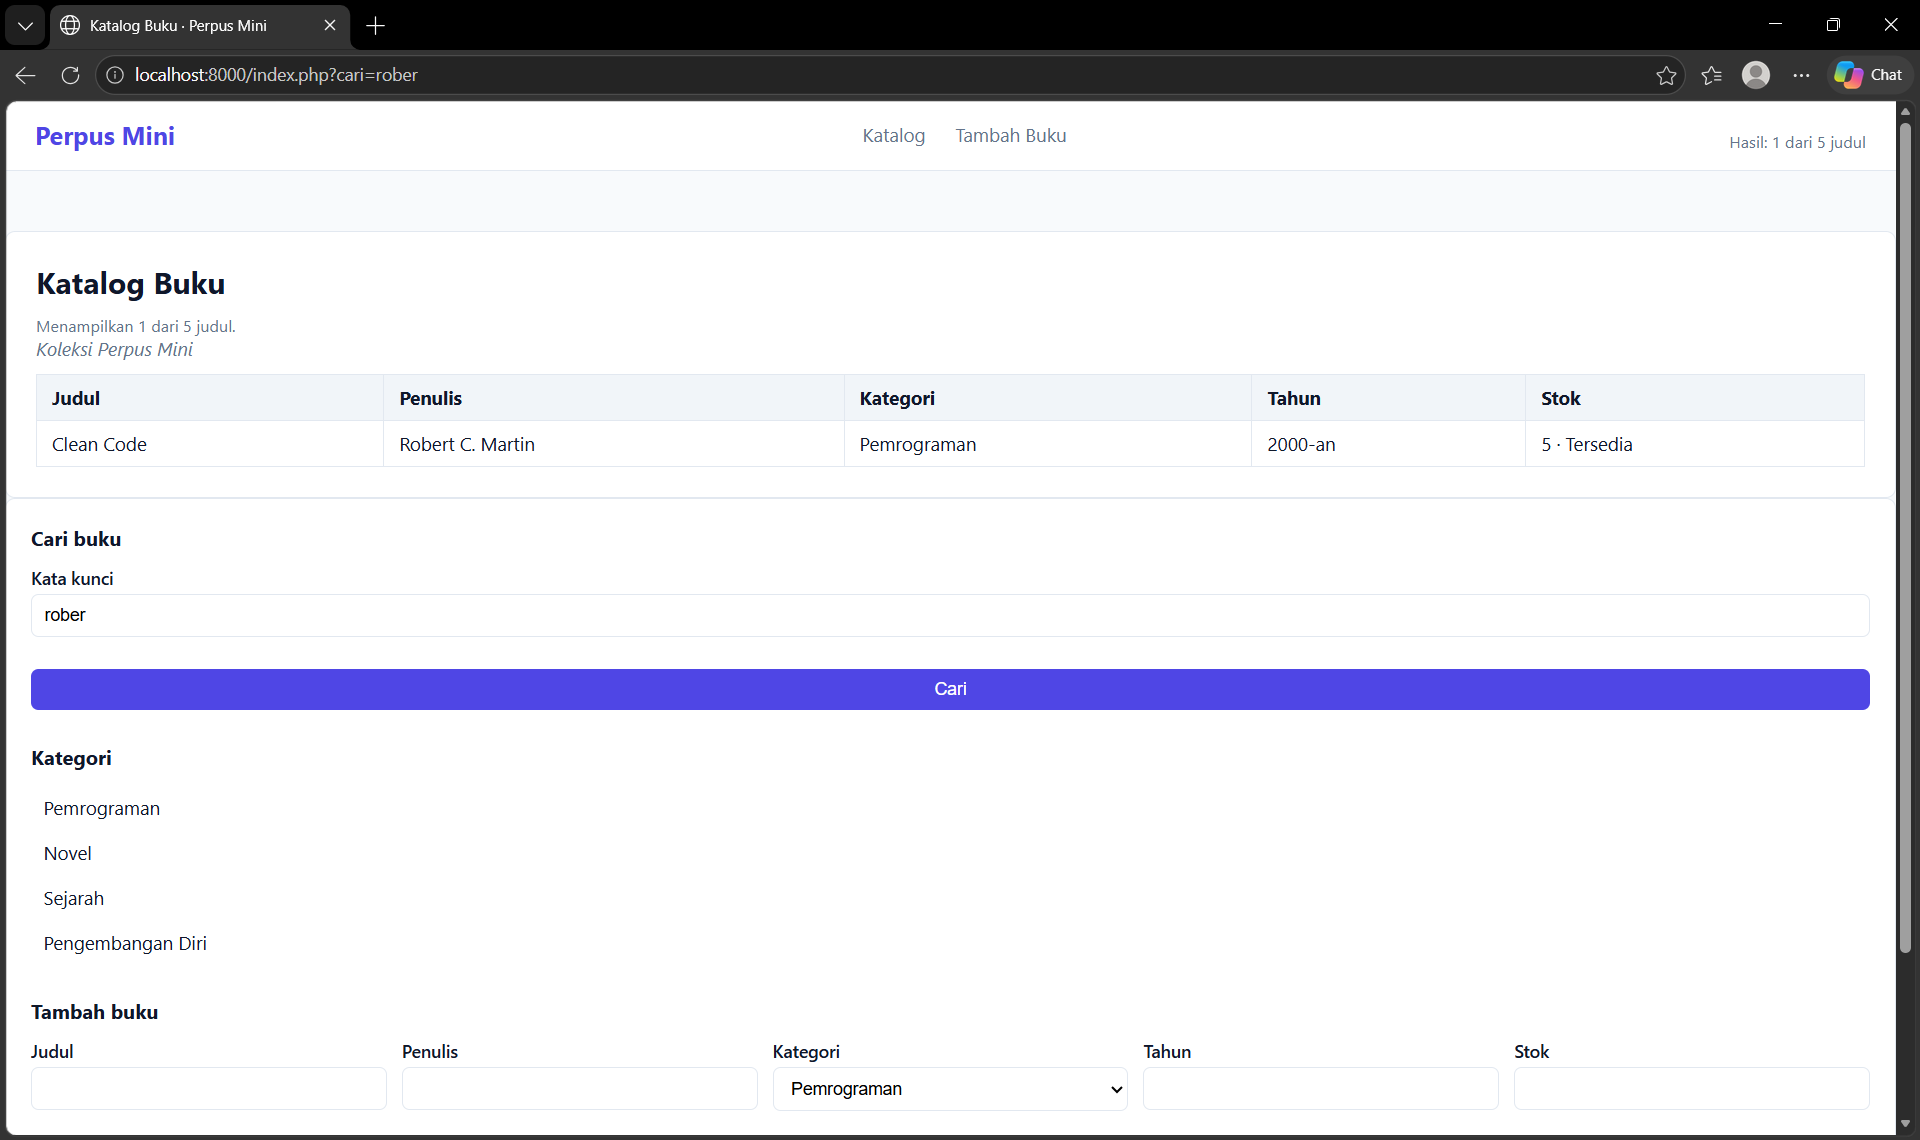 Katalog Buku · Perpus Mini
localhost:8000/index.php?cari=rober
Chat
Perpus Mini
Katalog
Tambah Buku
Hasil: 1 dari 5 judul
Katalog Buku
Menampilkan 1 dari 5 judul.
Koleksi Perpus Mini
Judul Penulis Kategori Tahun Stok
Clean Code Robert C. Martin Pemrograman 2000-an 5 · Tersedia
Cari buku
Kata kunci
rober
Cari
Kategori
Pemrograman
Novel
Sejarah
Pengembangan Diri
Tambah buku
Judul Penulis Kategori Tahun Stok
Pemrograman